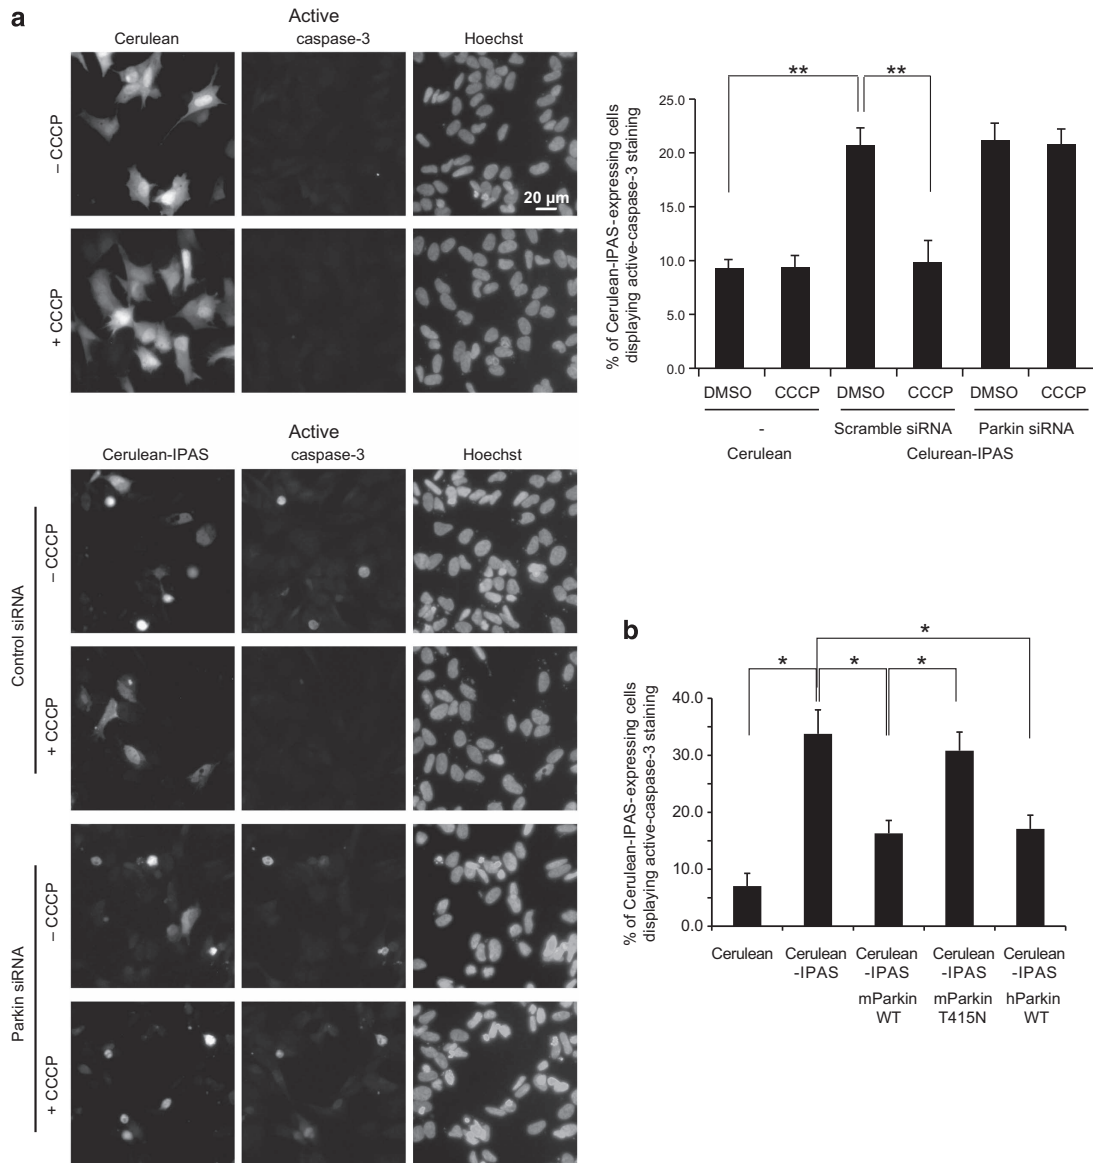 a
Active
Cerulean caspase-3 Hoechst
– CCCP
20 µm
+ CCCP
Active
Cerulean-IPAS caspase-3 Hoechst
Control siRNA
– CCCP
+ CCCP
Parkin siRNA
– CCCP
+ CCCP
% of Cerulean-IPAS-expressing cells
displaying active-caspase-3 staining
** **
25.0
20.0
15.0
10.0
5.0
0.0
DMSO CCCP DMSO CCCP DMSO CCCP
- Scramble siRNA Parkin siRNA
Cerulean Celurean-IPAS
b
% of Cerulean-IPAS-expressing cells
displaying active-caspase-3 staining
*
* * *
40.0
30.0
20.0
10.0
0.0
Cerulean Cerulean Cerulean Cerulean Cerulean
-IPAS -IPAS -IPAS -IPAS
mParkin mParkin hParkin
WT T415N WT